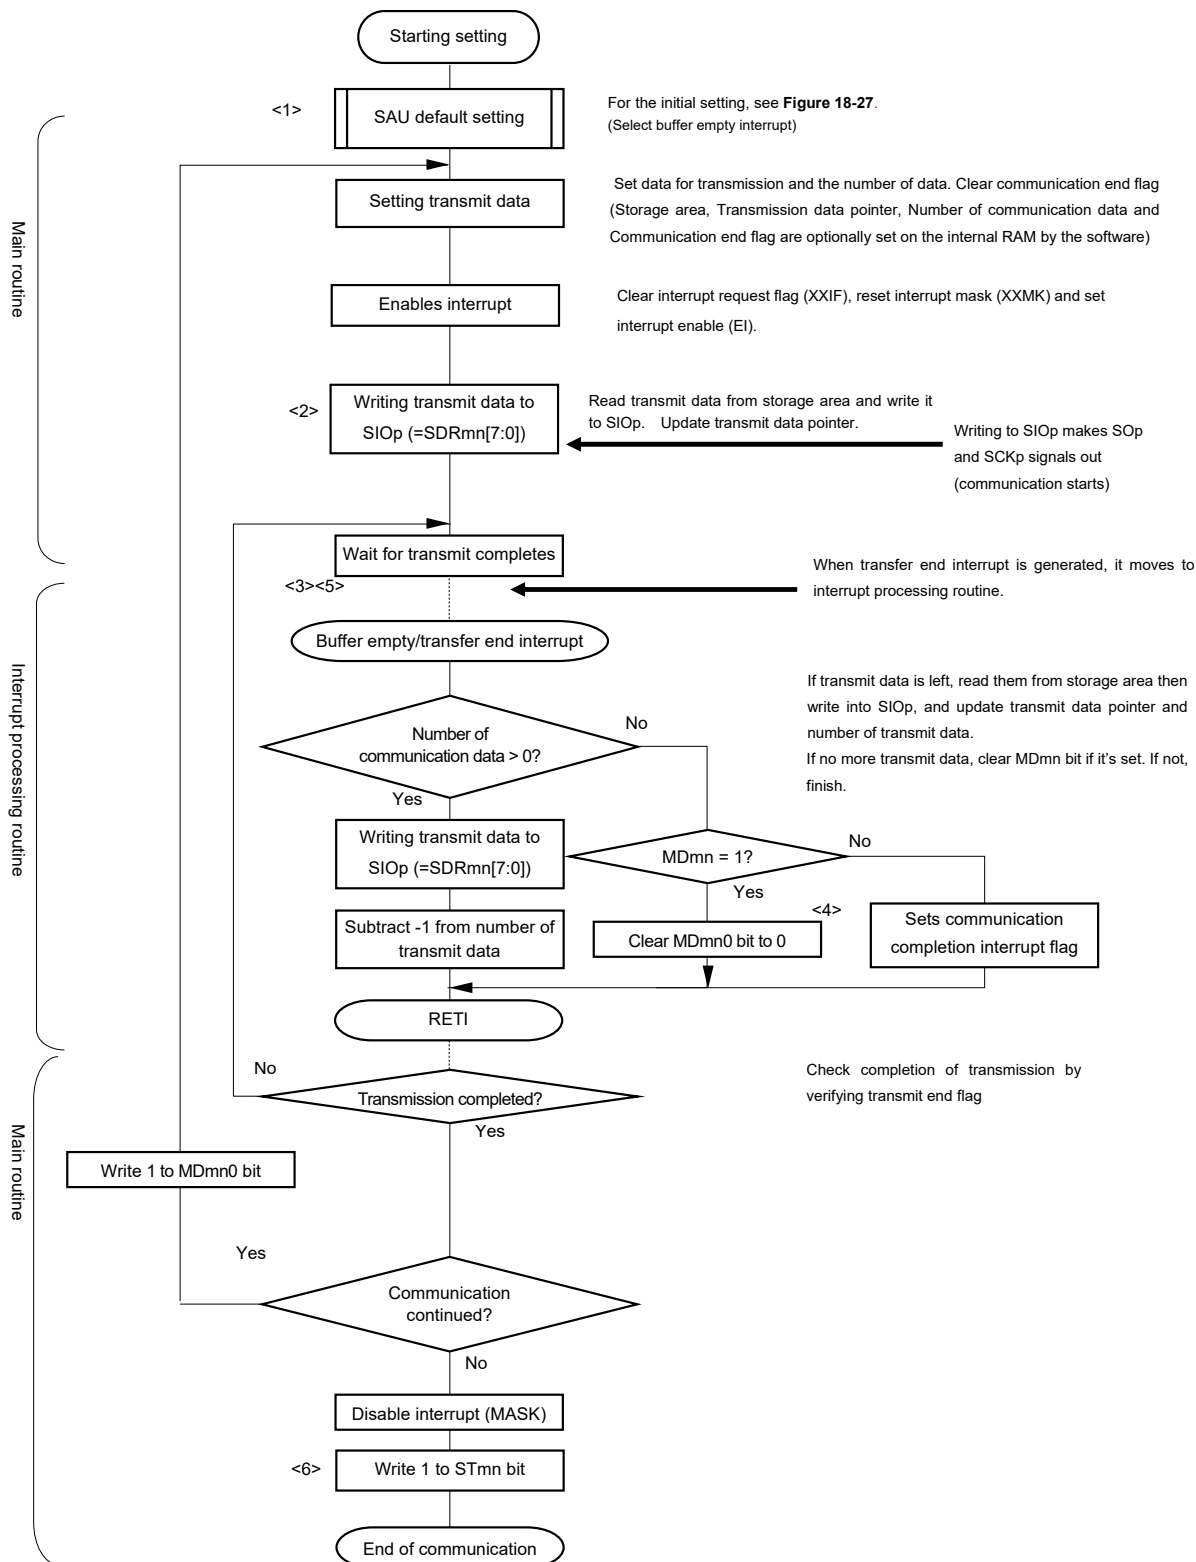 Starting setting
<1>
SAU default setting
For the initial setting, see Figure 18-27.
(Select buffer empty interrupt)
Main routine
Setting transmit data
Set data for transmission and the number of data. Clear communication end flag
(Storage area, Transmission data pointer, Number of communication data and
Communication end flag are optionally set on the internal RAM by the software)
Enables interrupt
Clear interrupt request flag (XXIF), reset interrupt mask (XXMK) and set
interrupt enable (EI).
<2>
Writing transmit data to
SIOp (=SDRmn[7:0])
Read transmit data from storage area and write it
to SIOp. Update transmit data pointer.
Writing to SIOp makes SOp
and SCKp signals out
(communication starts)
Wait for transmit completes
<3><5>
When transfer end interrupt is generated, it moves to
interrupt processing routine.
Interrupt processing routine
Buffer empty/transfer end interrupt
If transmit data is left, read them from storage area then
write into SIOp, and update transmit data pointer and
number of transmit data.
If no more transmit data, clear MDmn bit if it's set. If not,
finish.
Number of
communication data > 0?
No
Yes
Writing transmit data to
SIOp (=SDRmn[7:0])
MDmn = 1?
No
Yes
<4>
Subtract -1 from number of
transmit data
Clear MDmn0 bit to 0
Sets communication
completion interrupt flag
RETI
Main routine
No
Transmission completed?
Yes
Check completion of transmission by
verifying transmit end flag
Write 1 to MDmn0 bit
Yes
Communication
continued?
No
Disable interrupt (MASK)
<6>
Write 1 to STmn bit
End of communication